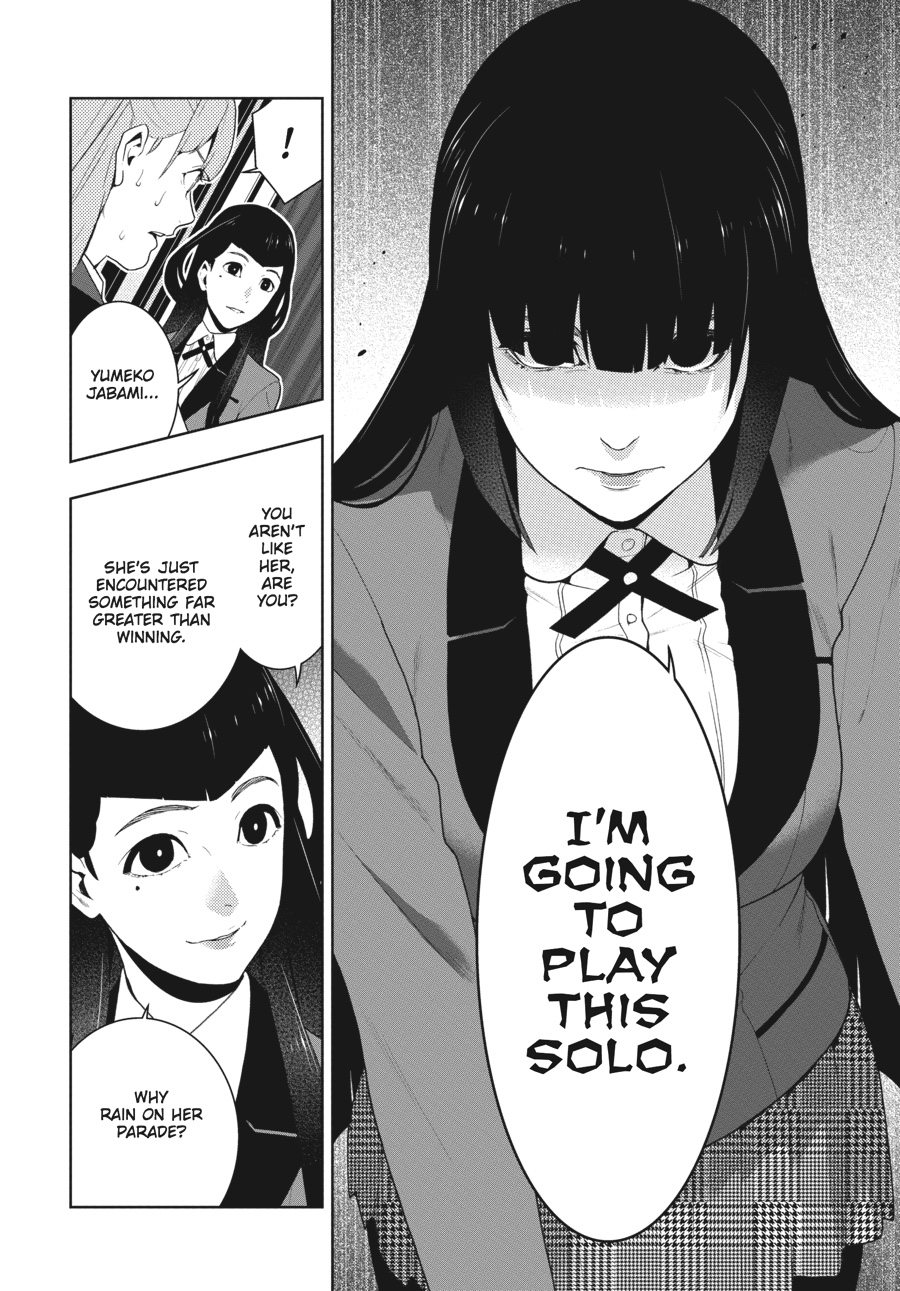 I'M
GOING
TO
PLAY
THIS
SOLO.
!
YUMEKO
JABAMI...
YOU
AREN'T
LIKE
HER,
ARE
YOU?
SHE'S JUST
ENCOUNTERED
SOMETHING FAR
GREATER THAN
WINNING.
WHY
RAIN ON HER
PARADE?